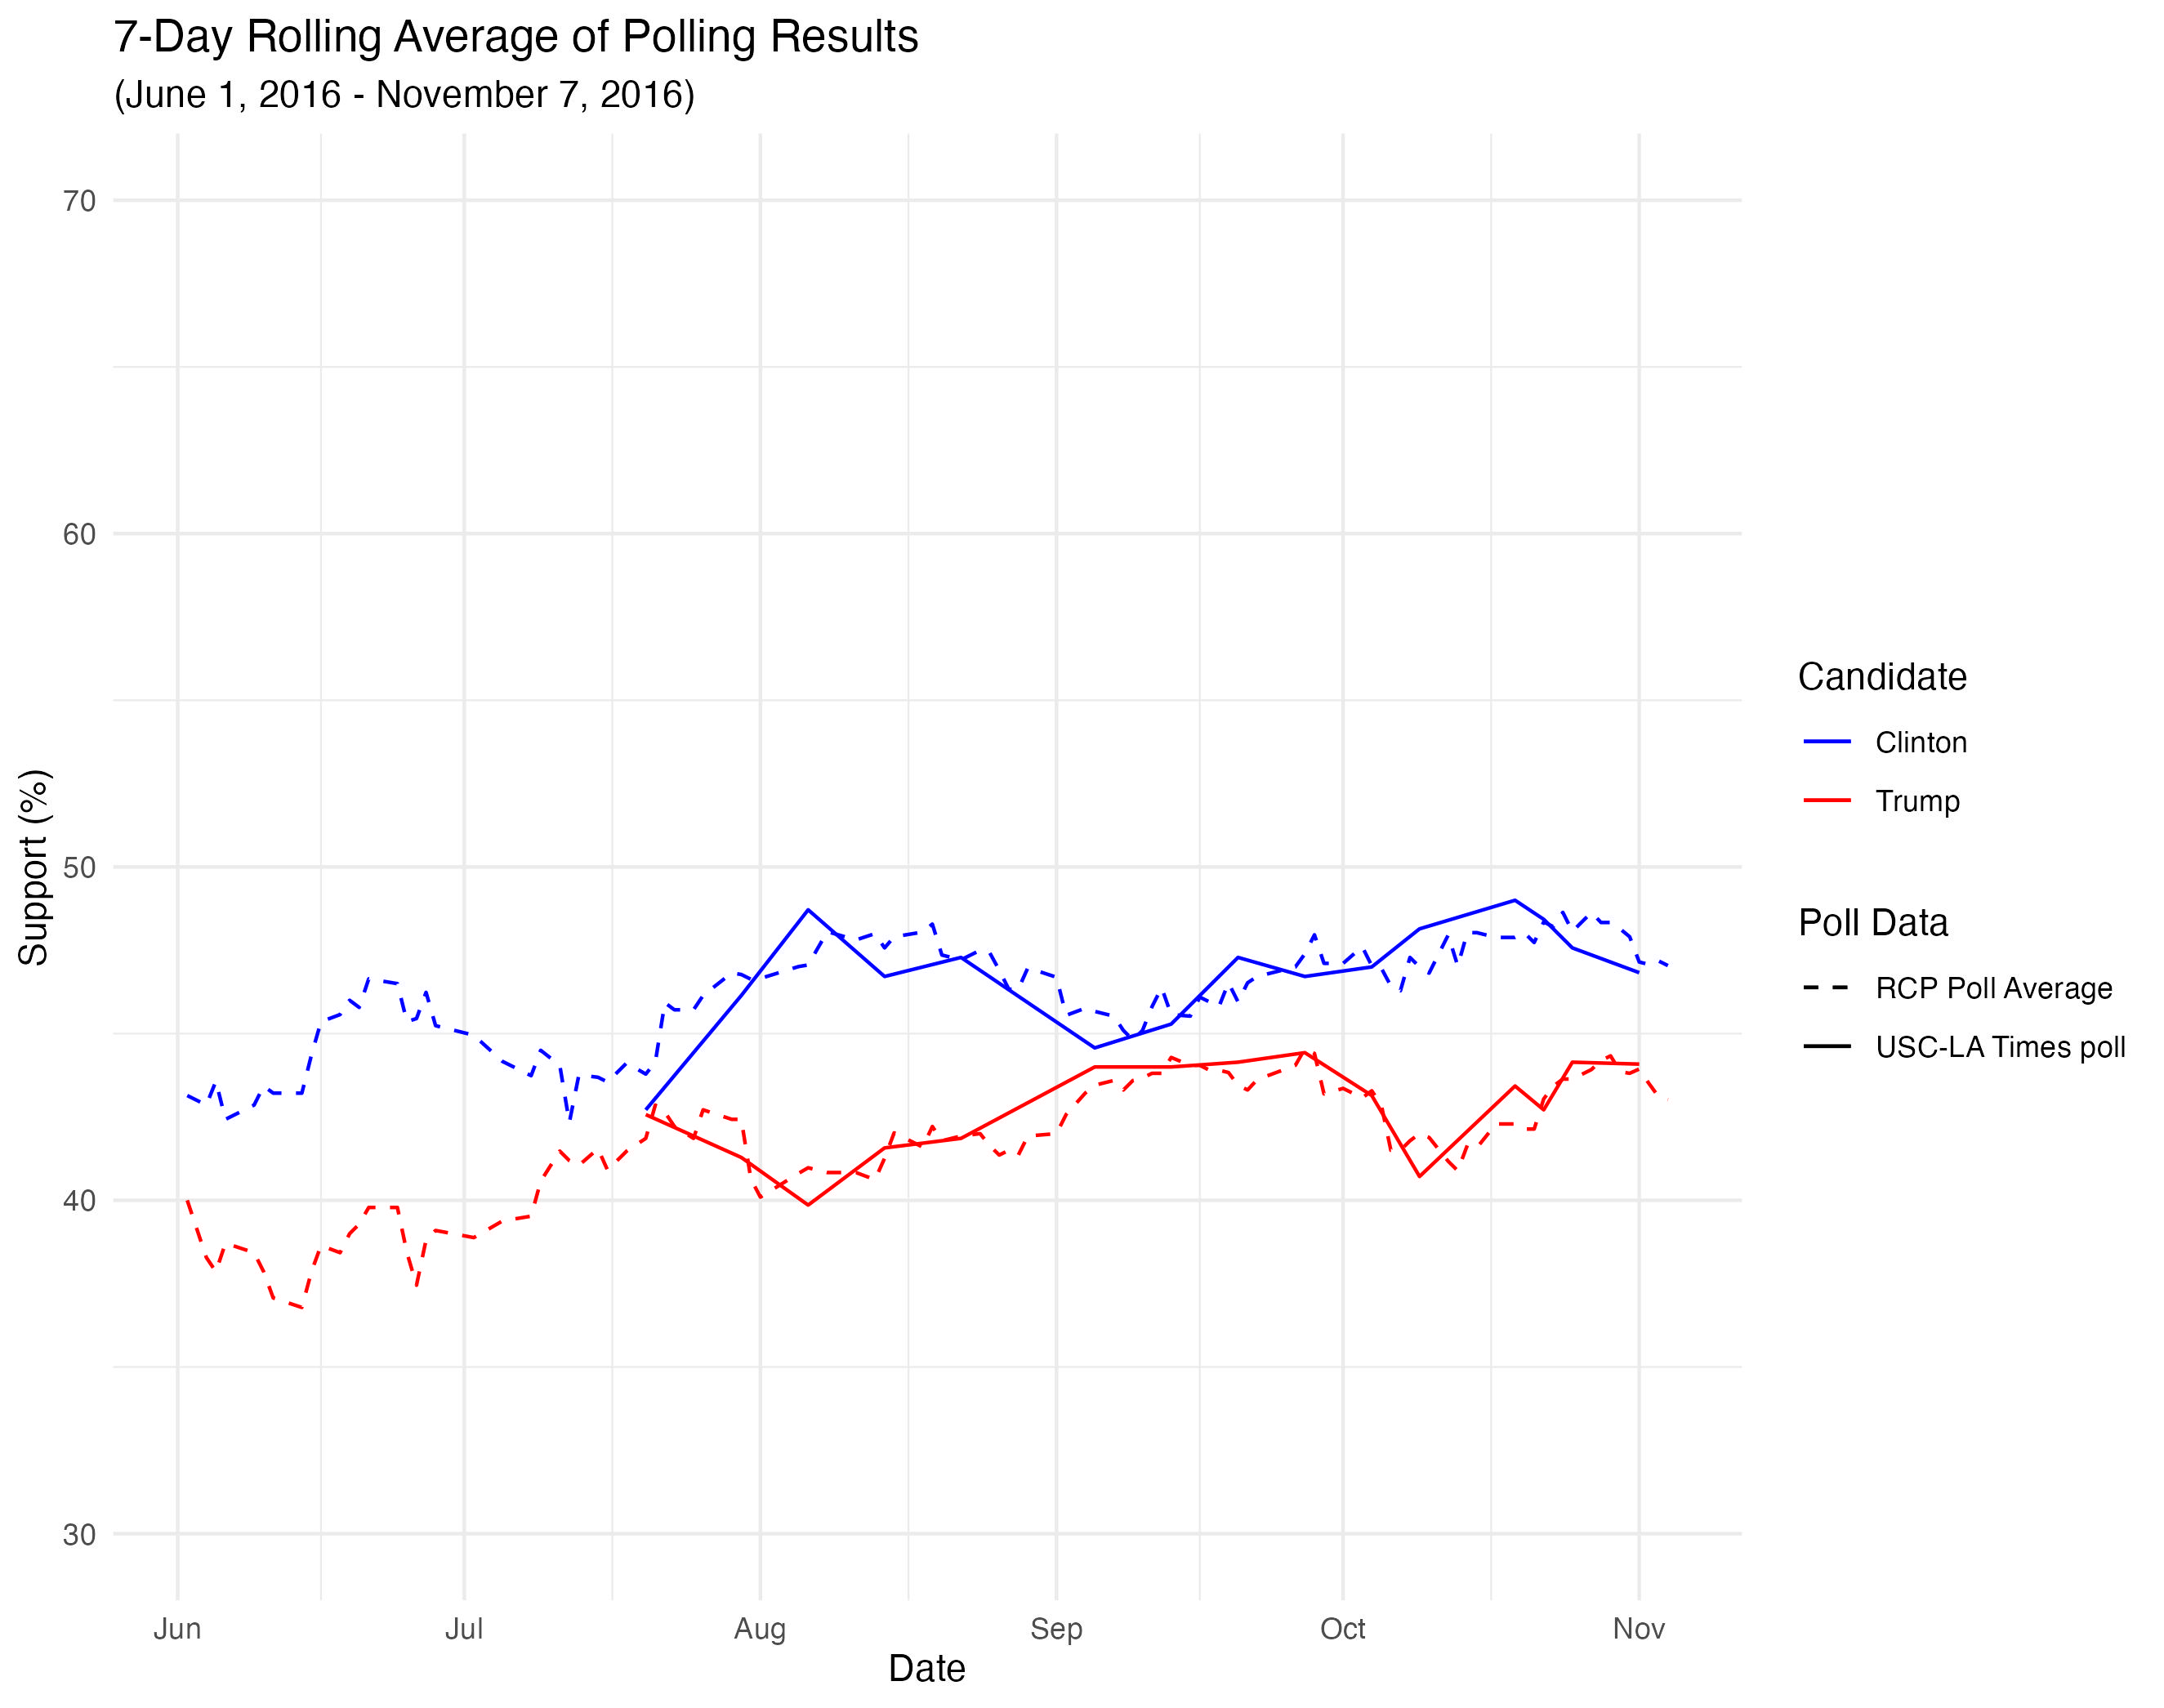 7-Day Rolling Average of Polling Results
(June 1, 2016 - November 7, 2016)
70
60
50
40
30
Support (%)
Jun Jul Aug Sep Oct Nov
Date
Candidate
Clinton
Trump
Poll Data
RCP Poll Average
USC-LA Times poll